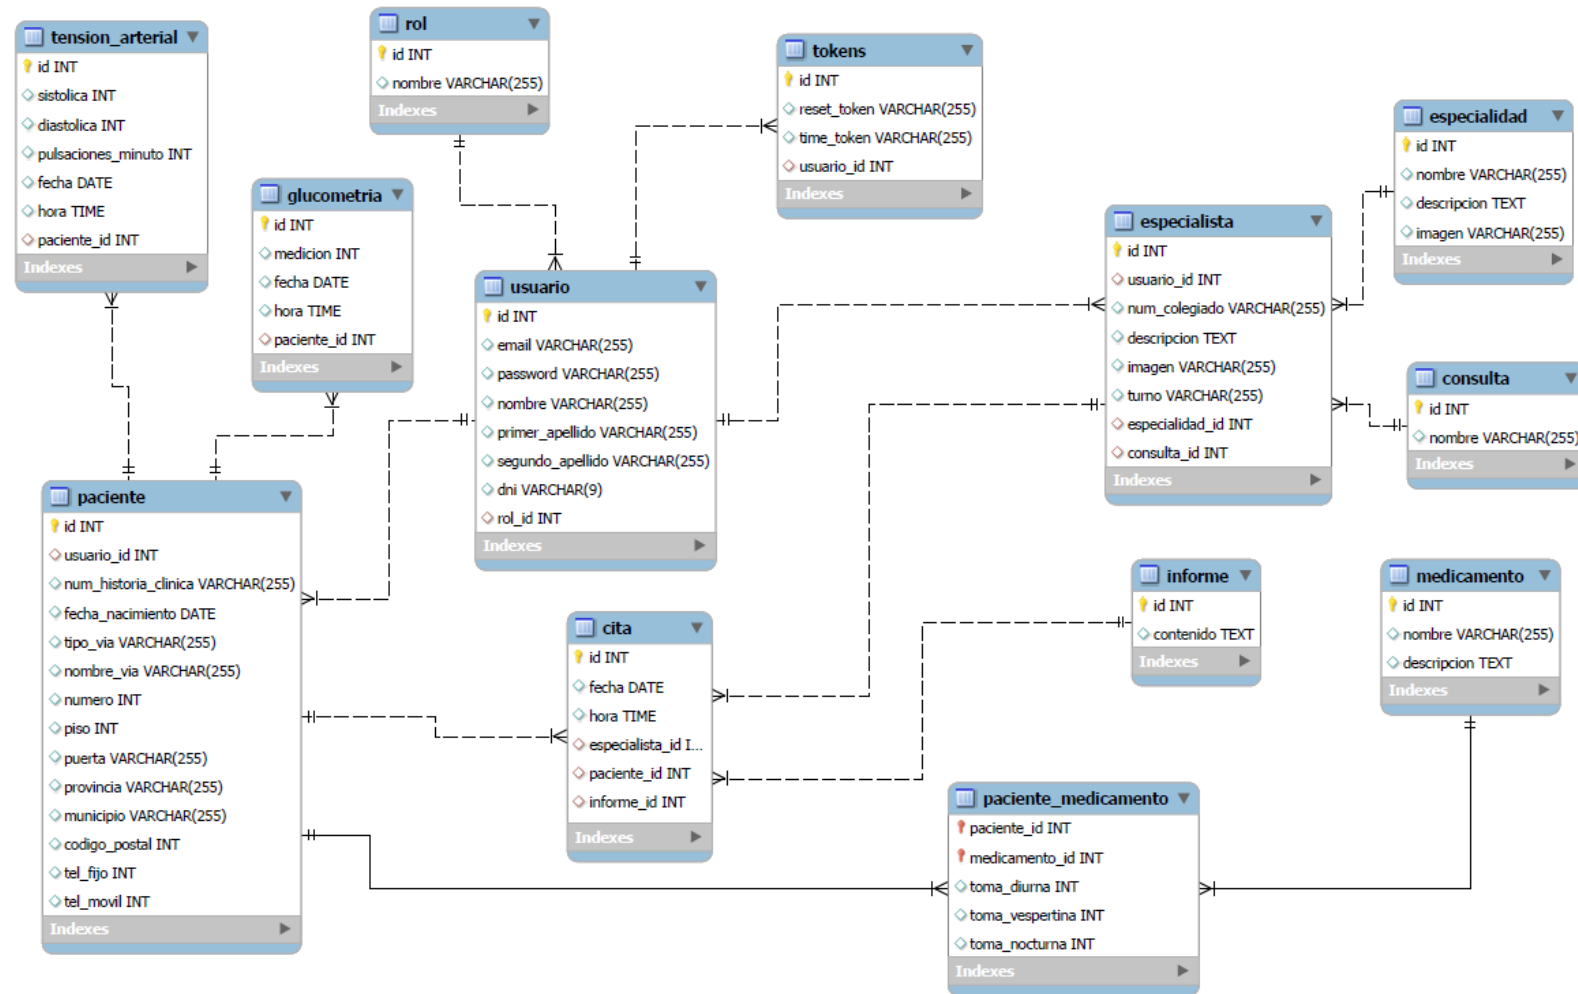 tension_arterial
id INT
sistolica INT
diastolica INT
pulsaciones_minuto INT
fecha DATE
hora TIME
paciente_id INT
Indexes
rol
id INT
nombre VARCHAR(255)
Indexes
tokens
id INT
reset_token VARCHAR(255)
time_token VARCHAR(255)
usuario_id INT
Indexes
especialidad
id INT
nombre VARCHAR(255)
descripcion TEXT
imagen VARCHAR(255)
Indexes
glucometria
id INT
medicion INT
fecha DATE
hora TIME
paciente_id INT
Indexes
usuario
id INT
email VARCHAR(255)
password VARCHAR(255)
nombre VARCHAR(255)
primer_apellido VARCHAR(255)
segundo_apellido VARCHAR(255)
dni VARCHAR(9)
rol_id INT
Indexes
especialista
id INT
usuario_id INT
num_colegiado VARCHAR(255)
descripcion TEXT
imagen VARCHAR(255)
turno VARCHAR(255)
especialidad_id INT
consulta_id INT
Indexes
consulta
id INT
nombre VARCHAR(255)
Indexes
paciente
id INT
usuario_id INT
num_historia_clinica VARCHAR(255)
fecha_nacimiento DATE
tipo_via VARCHAR(255)
nombre_via VARCHAR(255)
numero INT
piso INT
puerta VARCHAR(255)
provincia VARCHAR(255)
municipio VARCHAR(255)
codigo_postal INT
tel_fijo INT
tel_movil INT
Indexes
cita
id INT
fecha DATE
hora TIME
especialista_id I...
paciente_id INT
informe_id INT
Indexes
informe
id INT
contenido TEXT
Indexes
medicamento
id INT
nombre VARCHAR(255)
descripcion TEXT
Indexes
paciente_medicamento
paciente_id INT
medicamento_id INT
toma_diurna INT
toma_vespertina INT
toma_nocturna INT
Indexes